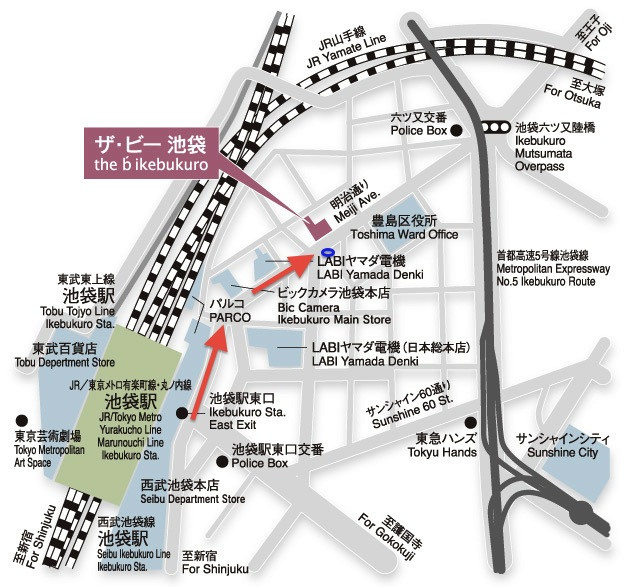 至王子
For Oji
JR山手線
JR Yamate Line
至大塚
For Otsuka
六ツ又交番
Police Box
池袋六ツ又陸橋
Ikebukuro
Mutsumata
Overpass
ザ・ビー 池袋
the b ikebukuro
明治通り
Meiji Ave.
豊島区役所
Toshima Ward Office
首都高速5号線池袋線
Metropolitan Expressway
No.5 Ikebukuro Route
LABIヤマダ電機
LABI Yamada Denki
東武東上線
池袋駅
Tobu Tojyo Line
Ikebukuro Sta.
パルコ
PARCO
ビックカメラ池袋本店
Bic Camera
Ikebukuro Main Store
東武百貨店
Tobu Depertment Store
LABIヤマダ電機(日本総本店)
LABI Yamada Denki
JR/東京メトロ有楽町線・丸ノ内線
池袋駅
JR/Tokyo Metro
Yurakucho Line
Marunouchi Line
Ikebukuro Sta.
池袋駅東口
Ikebukuro Sta.
East Exit
サンシャイン60通り
Sunshine 60 St.
東京芸術劇場
Tokyo Metropolitan
Art Space
東急ハンズ
Tokyu Hands
サンシャインシティ
Sunshine City
池袋駅東口交番
Police Box
西武池袋本店
Seibu Department Store
西武池袋線
池袋駅
Seibu Ikebukuro Line
Ikebukuro Sta.
至新宿
For Shinjuku
至新宿
For Shinjuku
至護国寺
For Gokokuji